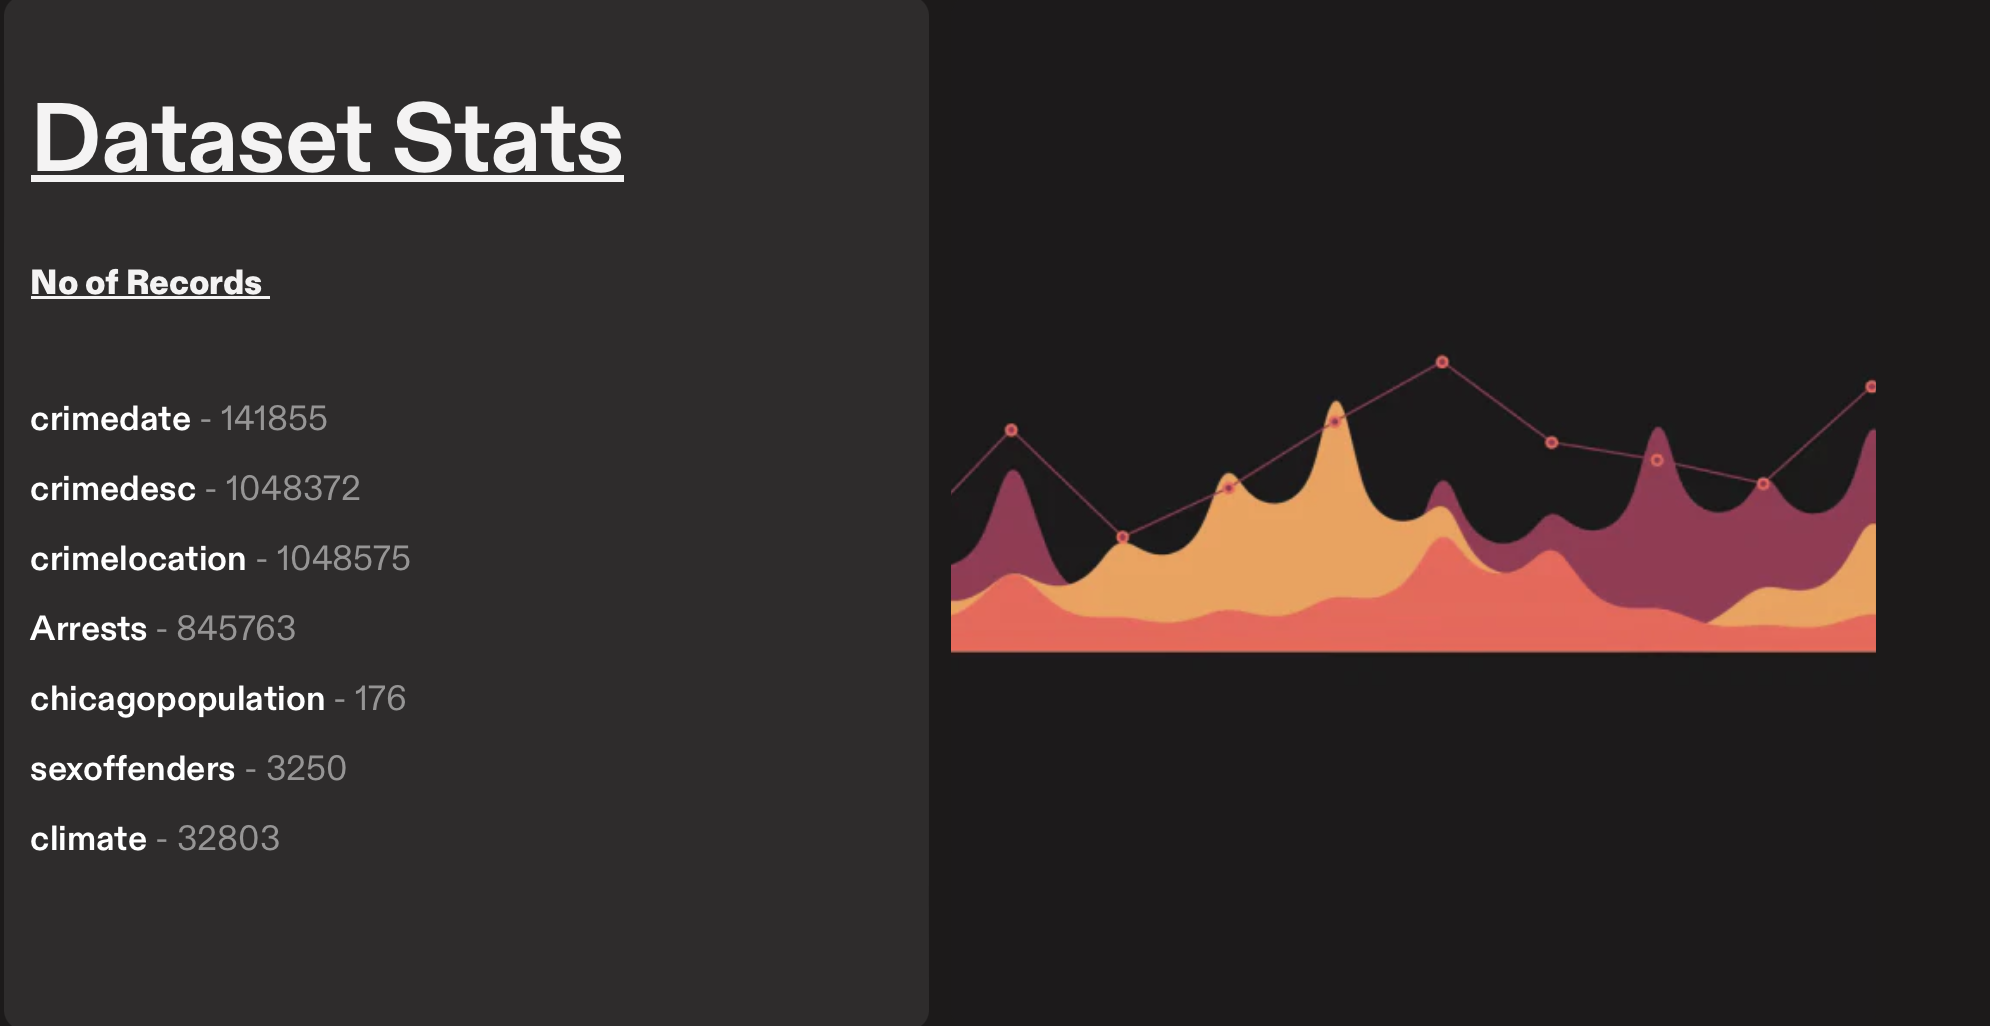 Dataset Stats
No of Records
crimedate - 141855
crimedesc - 1048372
crimelocation - 1048575
Arrests - 845763
chicagopopulation - 176
sexoffenders - 3250
climate - 32803